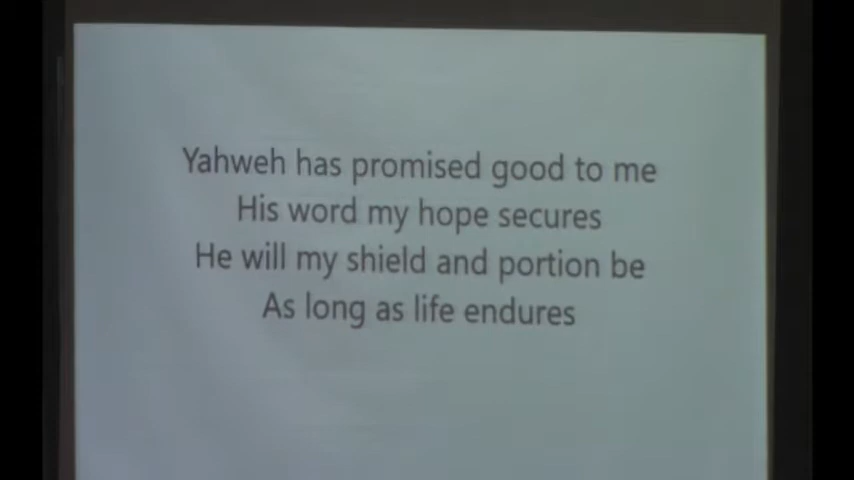 Yahweh has promised good to me
His word my hope secures
He will my shield and portion be
As long as life endures